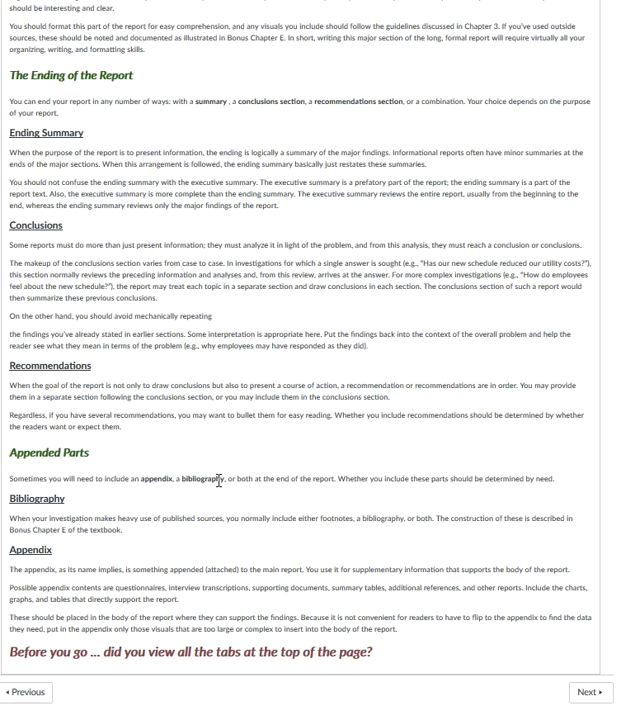 should be interesting and clear.
You should format this part of the report for easy comprehension, and any visuals you include should follow the guidelines discussed in Chapter 3. If you've used outside
sources, these should be noted and documented as illustrated in Bonus Chapter E. In short, writing this major section of the long, formal report will require virtually all your
organizing, writing, and formatting skills.
The Ending of the Report
You can end your report in any number of ways: with a summary , a conclusions section, a recommendations section, or a combination. Your choice depends on the purpose
of your report.
Ending Summary
When the purpose of the report is to present information, the ending is logically a summary of the major findings. Informational reports often have minor summaries at the
ends of the major sections. When this arrangement is followed, the ending summary basically just restates these summaries.
You should not confuse the ending summary with the executive summary. The executive summary is a prefatory part of the report; the ending summary is a part of the
report text. Also, the executive summary is more complete than the ending summary. The executive summary reviews the entire report, usually from the beginning to the
end, whereas the ending summary reviews only the major findings of the report.
Conclusions
Some reports must do more than just present information; they must analyze it in light of the problem, and from this analysis, they must reach a conclusion or conclusions.
The makeup of the conclusions section varies from case to case. In investigations for which a single answer is sought (e.g., "Has our new schedule reduced our utility costs?"),
this section normally reviews the preceding information and analyses and, from this review, arrives at the answer. For more complex investigations (e.g., "How do employees
feel about the new schedule?"), the report may treat each topic in a separate section and draw conclusions in each section. The conclusions section of such a report would
then summarize these previous conclusions.
On the other hand, you should avoid mechanically repeating
the findings you've already stated in earlier sections. Some interpretation is appropriate here. Put the findings back into the context of the overall problem and help the
reader see what they mean in terms of the problem (e.g., why employees may have responded as they did).
Recommendations
When the goal of the report is not only to draw conclusions but also to present a course of action, a recommendation or recommendations are in order. You may provide
them in a separate section following the conclusions section, or you may include them in the conclusions section.
Regardless, if you have several recommendations, you may want to bullet them for easy reading. Whether you include recommendations should be determined by whether
the readers want or expect them.
Appended Parts
Sometimes you will need to include an appendix, a bibliography, or both at the end of the report. Whether you include these parts should be determined by need.
Bibliography
When your investigation makes heavy use of published sources, you normally include either footnotes, a bibliography, or both. The construction of these is described in
Bonus Chapter E of the textbook.
Appendix
The appendix, as its name implies, is something appended (attached) to the main report. You use it for supplementary information that supports the body of the report.
Possible appendix contents are questionnaires, interview transcriptions, supporting documents, summary tables, additional references, and other reports. Include the charts,
graphs, and tables that directly support the report.
These should be placed in the body of the report where they can support the findings. Because it is not convenient for readers to have to flip to the appendix to find the data
they need, put in the appendix only those visuals that are too large or complex to insert into the body of the report.
Before you go ... did you view all the tabs at the top of the page?
Previous
Next